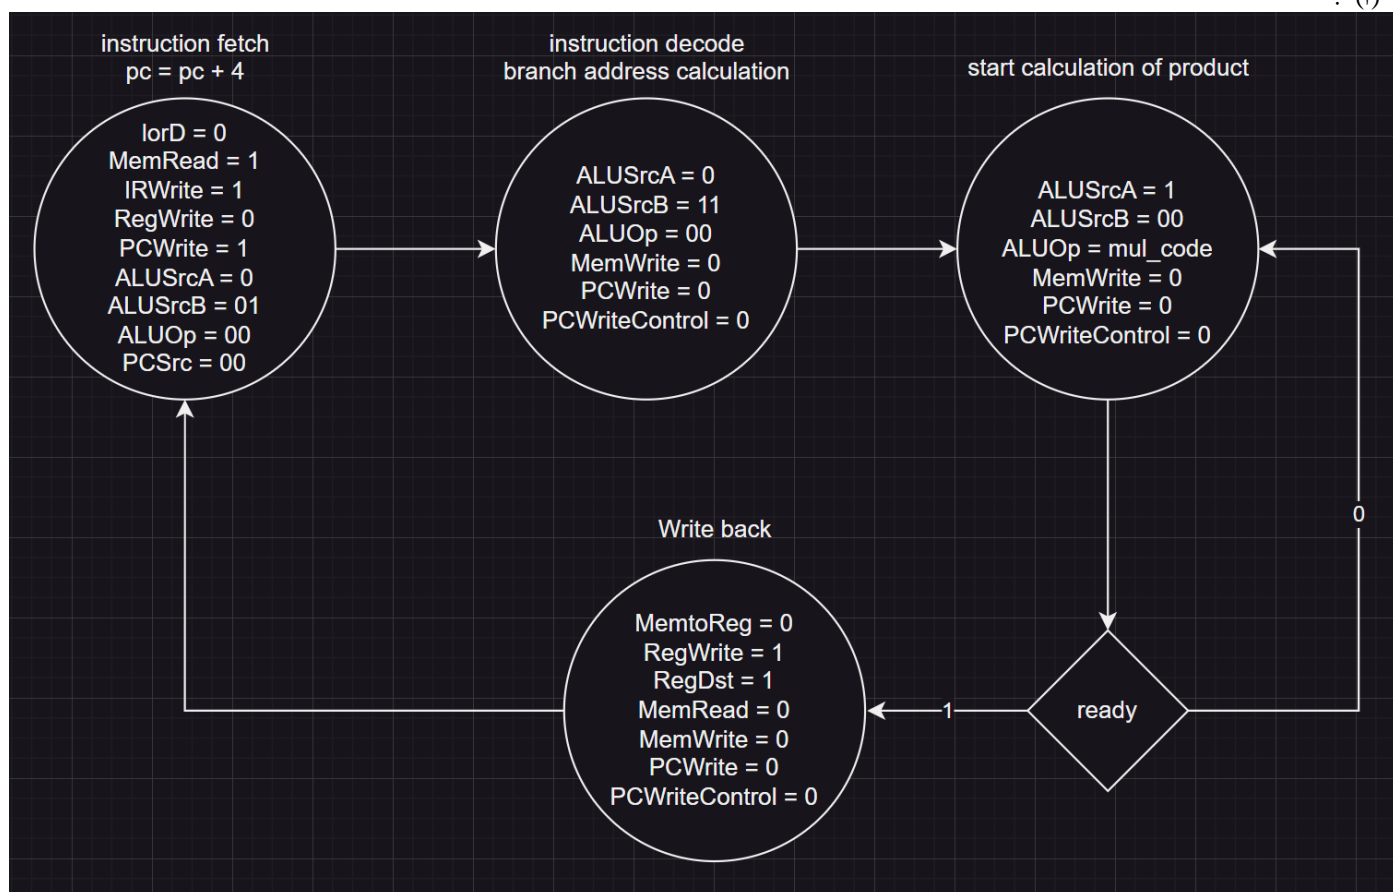 instruction fetch
pc = pc + 4
IorD = 0
MemRead = 1
IRWrite = 1
RegWrite = 0
PCWrite = 1
ALUSrcA = 0
ALUSrcB = 01
ALUOp = 00
PCSrc = 00
instruction decode
branch address calculation
ALUSrcA = 0
ALUSrcB = 11
ALUOp = 00
MemWrite = 0
PCWrite = 0
PCWriteControl = 0
start calculation of product
ALUSrcA = 1
ALUSrcB = 00
ALUOp = mul_code
MemWrite = 0
PCWrite = 0
PCWriteControl = 0
0
ready
1
Write back
MemtoReg = 0
RegWrite = 1
RegDst = 1
MemRead = 0
MemWrite = 0
PCWrite = 0
PCWriteControl = 0